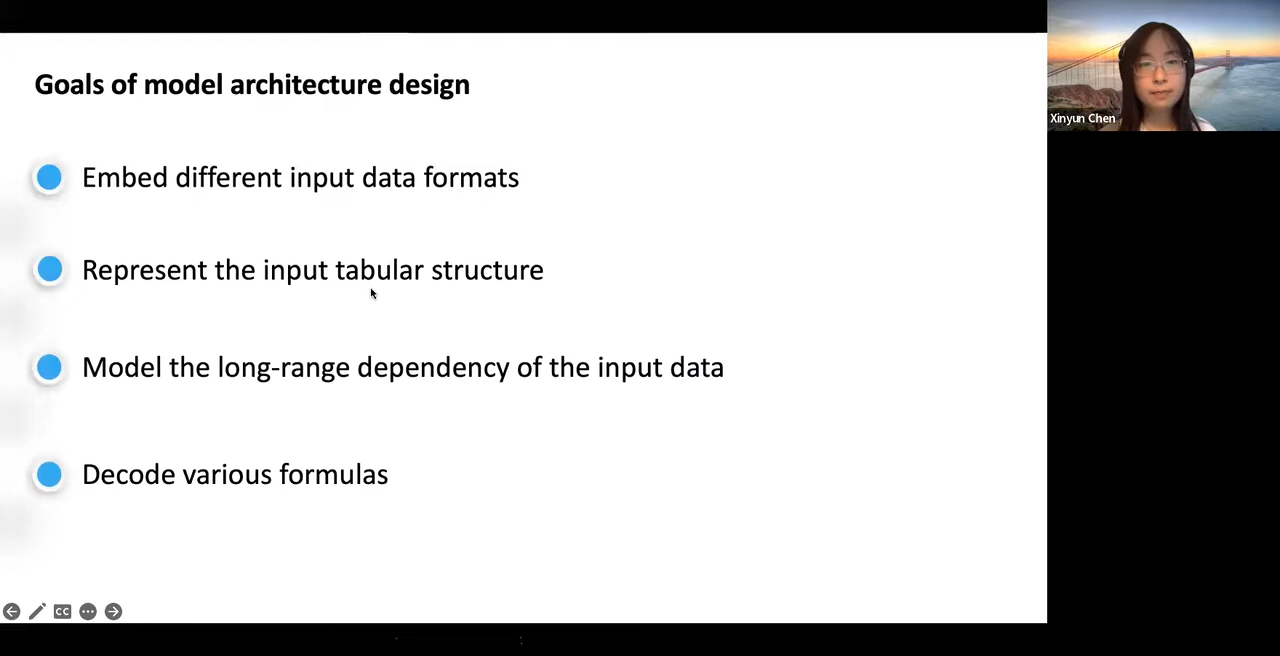 Goals of model architecture design
Embed different input data formats
Represent the input tabular structure
Model the long-range dependency of the input data
Decode various formulas
Xinyun Chen
CC